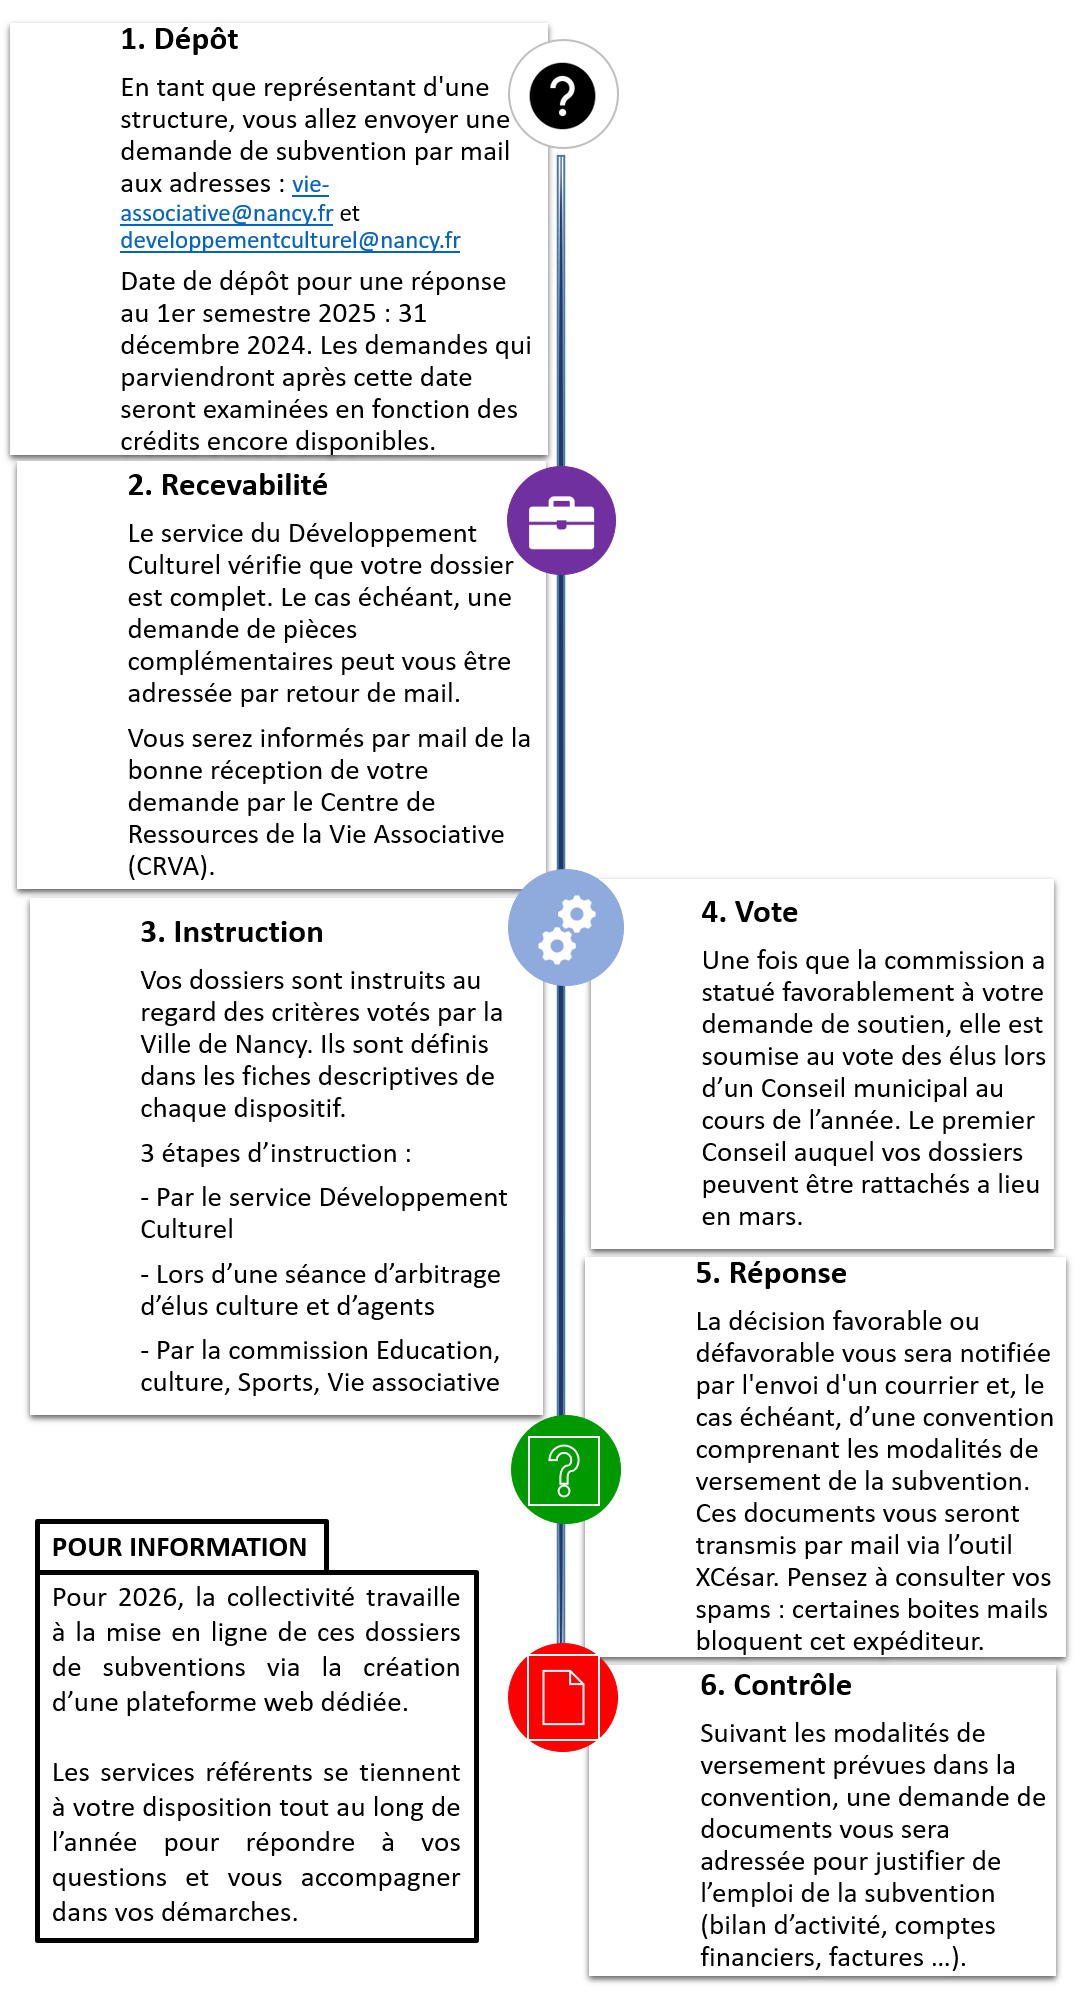 1. Dépôt
En tant que représentant d'une
structure, vous allez envoyer une
demande de subvention par mail
aux adresses : vie-
associative@nancy.fr et
developpementculturel@nancy.fr
Date de dépôt pour une réponse
au 1er semestre 2025 : 31
décembre 2024. Les demandes qui
parviendront après cette date
seront examinées en fonction des
crédits encore disponibles.
2. Recevabilité
Le service du Développement
Culturel vérifie que votre dossier
est complet. Le cas échéant, une
demande de pièces
complémentaires peut vous être
adressée par retour de mail.
Vous serez informés par mail de la
bonne réception de votre
demande par le Centre de
Ressources de la Vie Associative
(CRVA).
3. Instruction
Vos dossiers sont instruits au
regard des critères votés par la
Ville de Nancy. Ils sont définis
dans les fiches descriptives de
chaque dispositif.
3 étapes d’instruction :
- Par le service Développement
Culturel
- Lors d’une séance d’arbitrage
d’élus culture et d’agents
- Par la commission Education,
culture, Sports, Vie associative
4. Vote
Une fois que la commission a
statué favorablement à votre
demande de soutien, elle est
soumise au vote des élus lors
d’un Conseil municipal au
cours de l’année. Le premier
Conseil auquel vos dossiers
peuvent être rattachés a lieu
en mars.
5. Réponse
La décision favorable ou
défavorable vous sera notifiée
par l'envoi d'un courrier et, le
cas échéant, d’une convention
comprenant les modalités de
versement de la subvention.
Ces documents vous seront
transmis par mail via l’outil
XCésar. Pensez à consulter vos
spams : certaines boites mails
bloquent cet expéditeur.
6. Contrôle
Suivant les modalités de
versement prévues dans la
convention, une demande de
documents vous sera
adressée pour justifier de
l’emploi de la subvention
(bilan d’activité, comptes
financiers, factures ...).
POUR INFORMATION
Pour 2026, la collectivité travaille
à la mise en ligne de ces dossiers
de subventions via la création
d’une plateforme web dédiée.
Les services référents se tiennent
à votre disposition tout au long de
l’année pour répondre à vos
questions et vous accompagner
dans vos démarches.